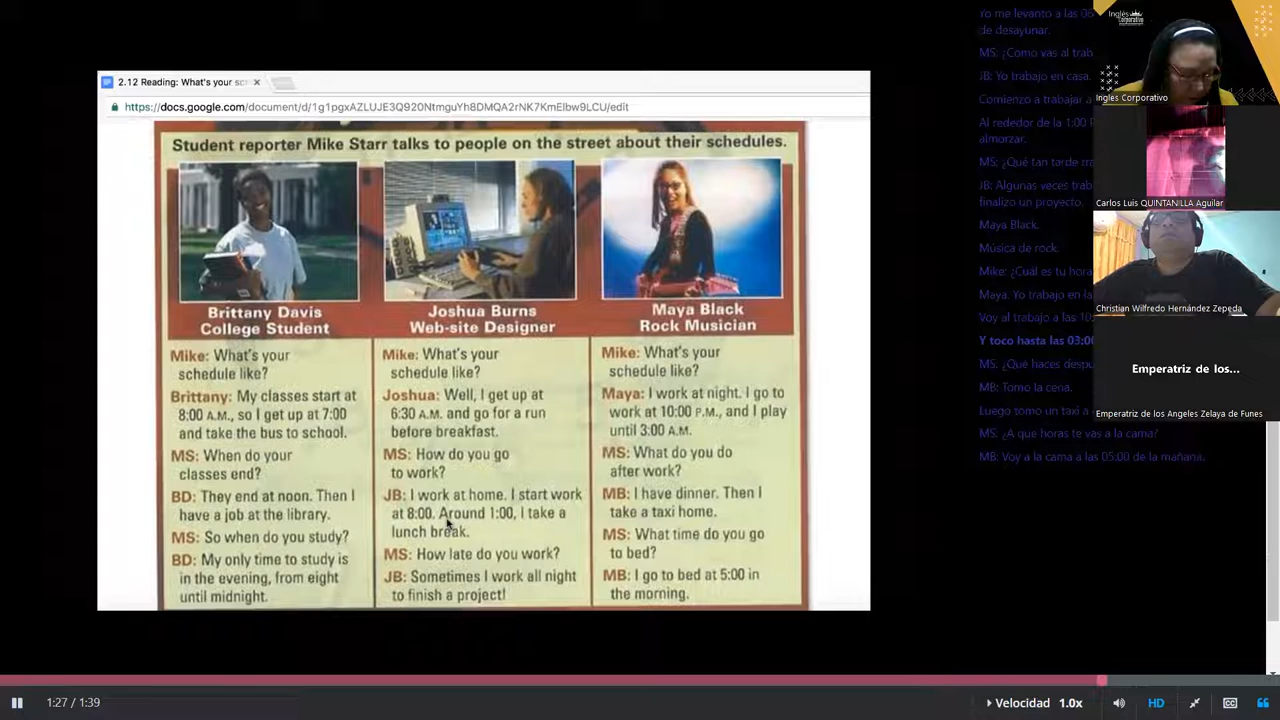 2.12 Reading: What's your
https://docs.google.com/document/d/1g1pgxAZLUJE3Q920NtmguYh8DMQA2rNK7KmElbw9LCU/edit
Student reporter Mike Starr talks to people on the street about their schedules.
Brittany Davis
College Student
Mike: What's your
schedule like?
Brittany: My classes start at
8:00 A.M., so I get up at 7:00
and take the bus to school.
MS: When do your
classes end?
BD: They end at noon. Then I
have a job at the library.
MS: So when do you study?
BD: My only time to study is
in the evening, from eight
until midnight.
Joshua Burns
Web-site Designer
Mike: What's your
schedule like?
Joshua: Well, I get up at
6:30 A.M. and go for a run
before breakfast.
MS: How do you go
to work?
JB: I work at home. I start work
at 8:00. Around 1:00, I take a
lunch break.
MS: How late do you work?
JB: Sometimes I work all night
to finish a project!
Maya Black
Rock Musician
Mike: What's your
schedule like?
Maya: I work at night. I go to
work at 10:00 P.M., and I play
until 3:00 A.M.
MS: What do you do
after work?
MB: I have dinner. Then I
take a taxi home.
MS: What time do you go
to bed?
MB: I go to bed at 5:00 in
the morning.
Yo me levanto a las
de desayunar.
MS: ¿Como vas al
JB: Yo trabajo en casa.
Comienzo a trabajar a
Al rededor de la 1:00
almorzar.
MS: ¿Qué tan tarde
JB: Algunas veces
finalizo un proyecto.
Maya Black.
Música de rock.
Mike: ¿Cuál es tu
Maya. Yo trabajo en
Voy al trabajo a las
Y toco hasta las
MS: ¿Qué haces
MB: Tomo la cena.
Luego tomo un taxi a
MS: ¿A que horas te vas a la cama?
MB: Voy a la cama a las 05:00 de la mañana.
Inglés
Corporativo
Ingles Corporativo
Carlos Luis QUINTANILLA Aguilar
Christian Wilfredo Hernández Zepeda
Emperatriz de los...
Emperatriz de los Angeles Zelaya de Funes
1:27 / 1:39
Velocidad 1.0x
HD
CC